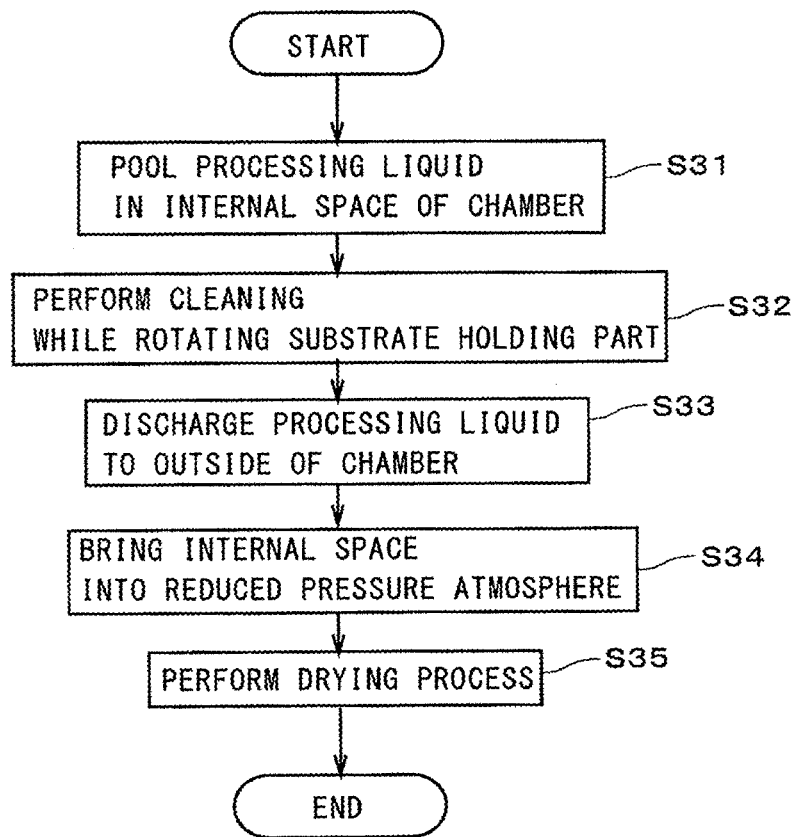 START
POOL PROCESSING LIQUID
IN INTERNAL SPACE OF CHAMBER
S31
PERFORM CLEANING
WHILE ROTATING SUBSTRATE HOLDING PART
S32
DISCHARGE PROCESSING LIQUID
TO OUTSIDE OF CHAMBER
S33
BRING INTERNAL SPACE
INTO REDUCED PRESSURE ATMOSPHERE
S34
PERFORM DRYING PROCESS
S35
END